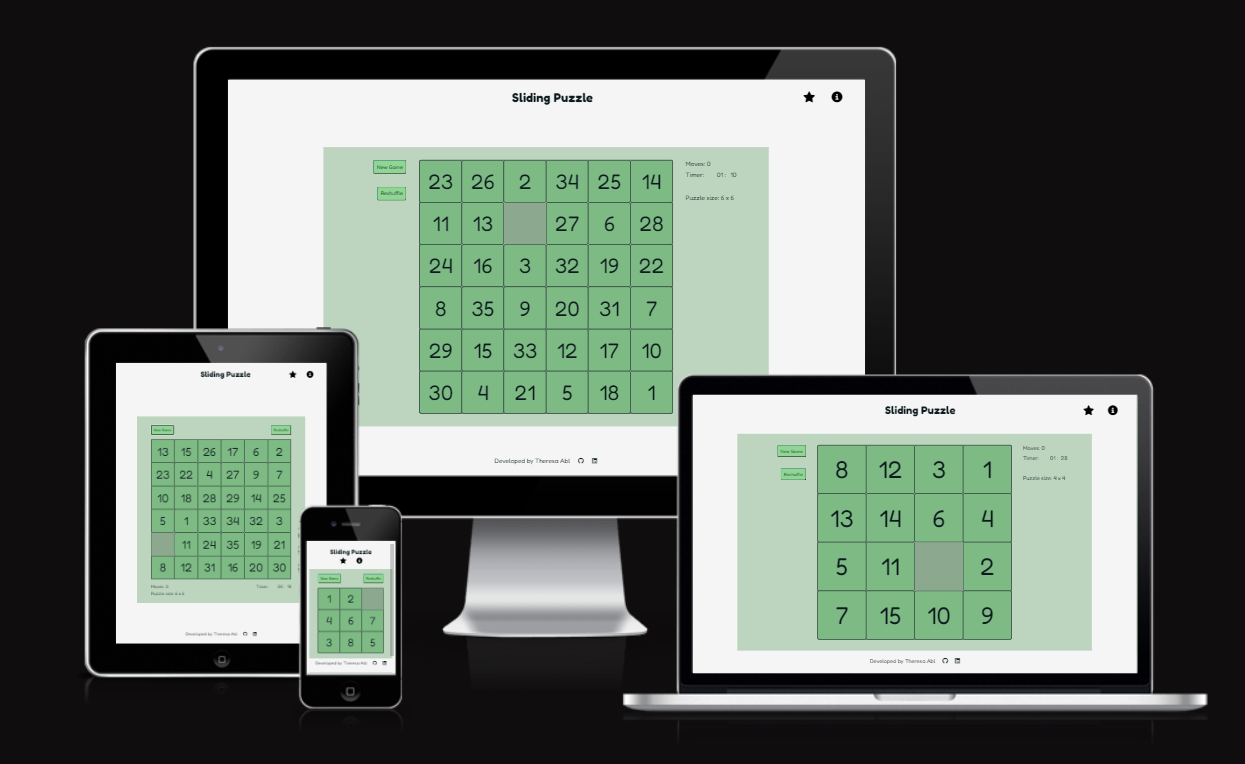 Sliding Puzzle
New Game
Reshuffle
23 26 2 34 25 14
11 13 27 6 28
24 16 3 32 19 22
8 35 9 20 31 7
29 15 33 12 17 10
30 4 21 5 18 1
Moves: 0
Timer: 01 : 10
Puzzle size: 6 x 6
Developed by Theresa Abl
Sliding Puzzle
New Game
Reshuffle
13 15 26 17 6 2
23 22 4 27 9 7
10 18 28 29 14 25
5 1 33 34 32 3
11 24 35 19 21
8 12 31 16 20 30
Moves: 0
Timer:
Puzzle size: 6 x 6
Developed by Theresa Abl
Sliding Puzzle
New Game
Reshuffle
1 2
4 6 7
3 8 5
Developed by Theresa Abl
Sliding Puzzle
New Game
Reshuffle
8 12 3 1
13 14 6 4
5 11 2
7 15 10 9
Moves: 0
Timer: 01 : 28
Puzzle size: 4 x 4
Developed by Theresa Abl